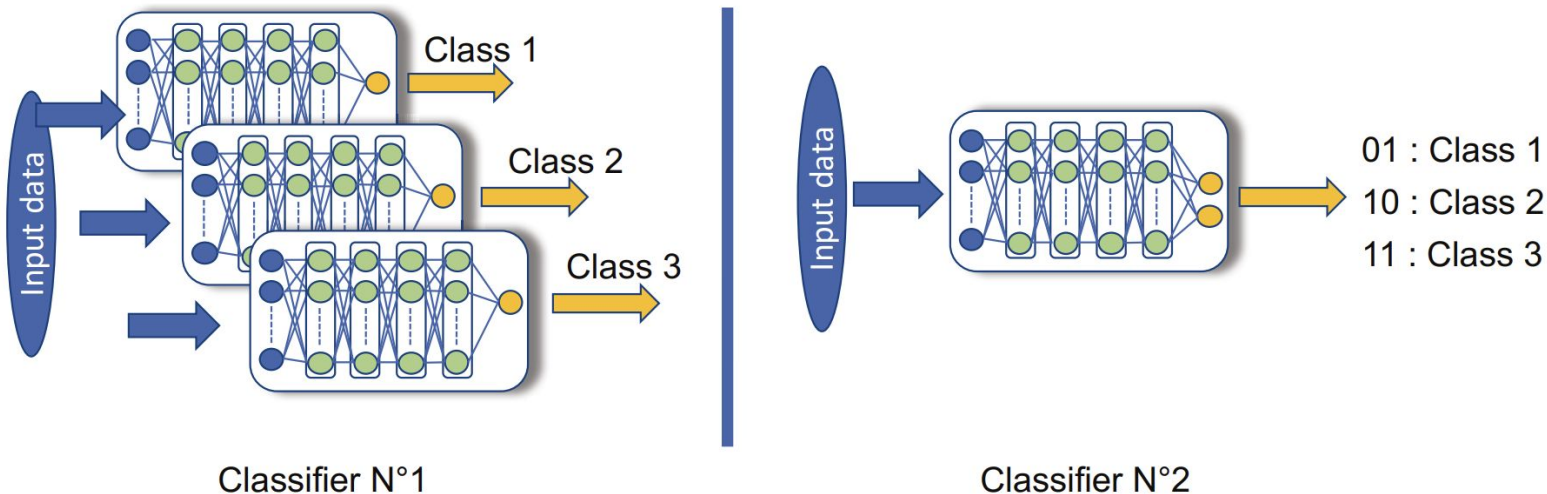 Input data
Class 1
Class 2
Class 3
Classifier N°1
Input data
01 : Class 1
10 : Class 2
11 : Class 3
Classifier N°2